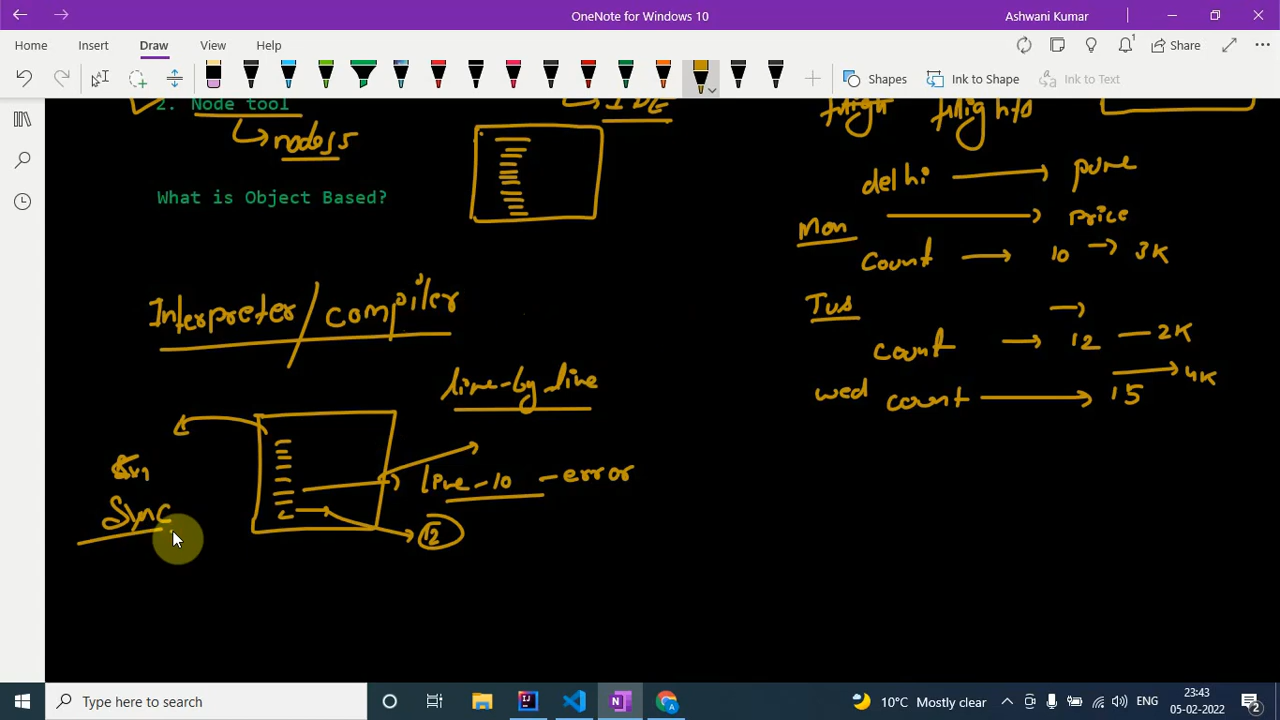 OneNote for Windows 10
Ashwani Kumar
Home Insert Draw View Help
Share
Shapes
Ink to Shape
Ink to Text
2. Node tool
IDE
nodejs
What is Object Based?
delhi → pune
→ price
Mon
count → 10 → 3K
Tus →
count → 12 — 2K
→ 4K
wed count → 15
Interpreter/compiler
line-by-line
line-10 - error
Sync
12
Type here to search
10°C Mostly clear
ENG
23:43
05-02-2022
2